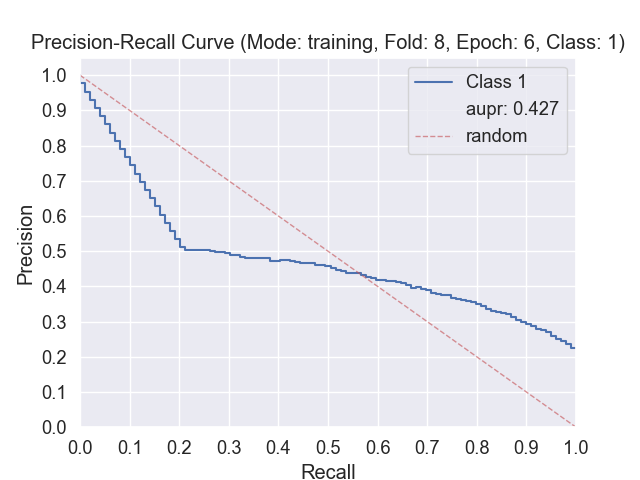 Precision-Recall Curve (Mode: training, Fold: 8, Epoch: 6, Class: 1)
Class 1
aupr: 0.427
random
Precision
1.0
0.9
0.8
0.7
0.6
0.5
0.4
0.3
0.2
0.1
0.0
0.0 0.1 0.2 0.3 0.4 0.5 0.6 0.7 0.8 0.9 1.0
Recall